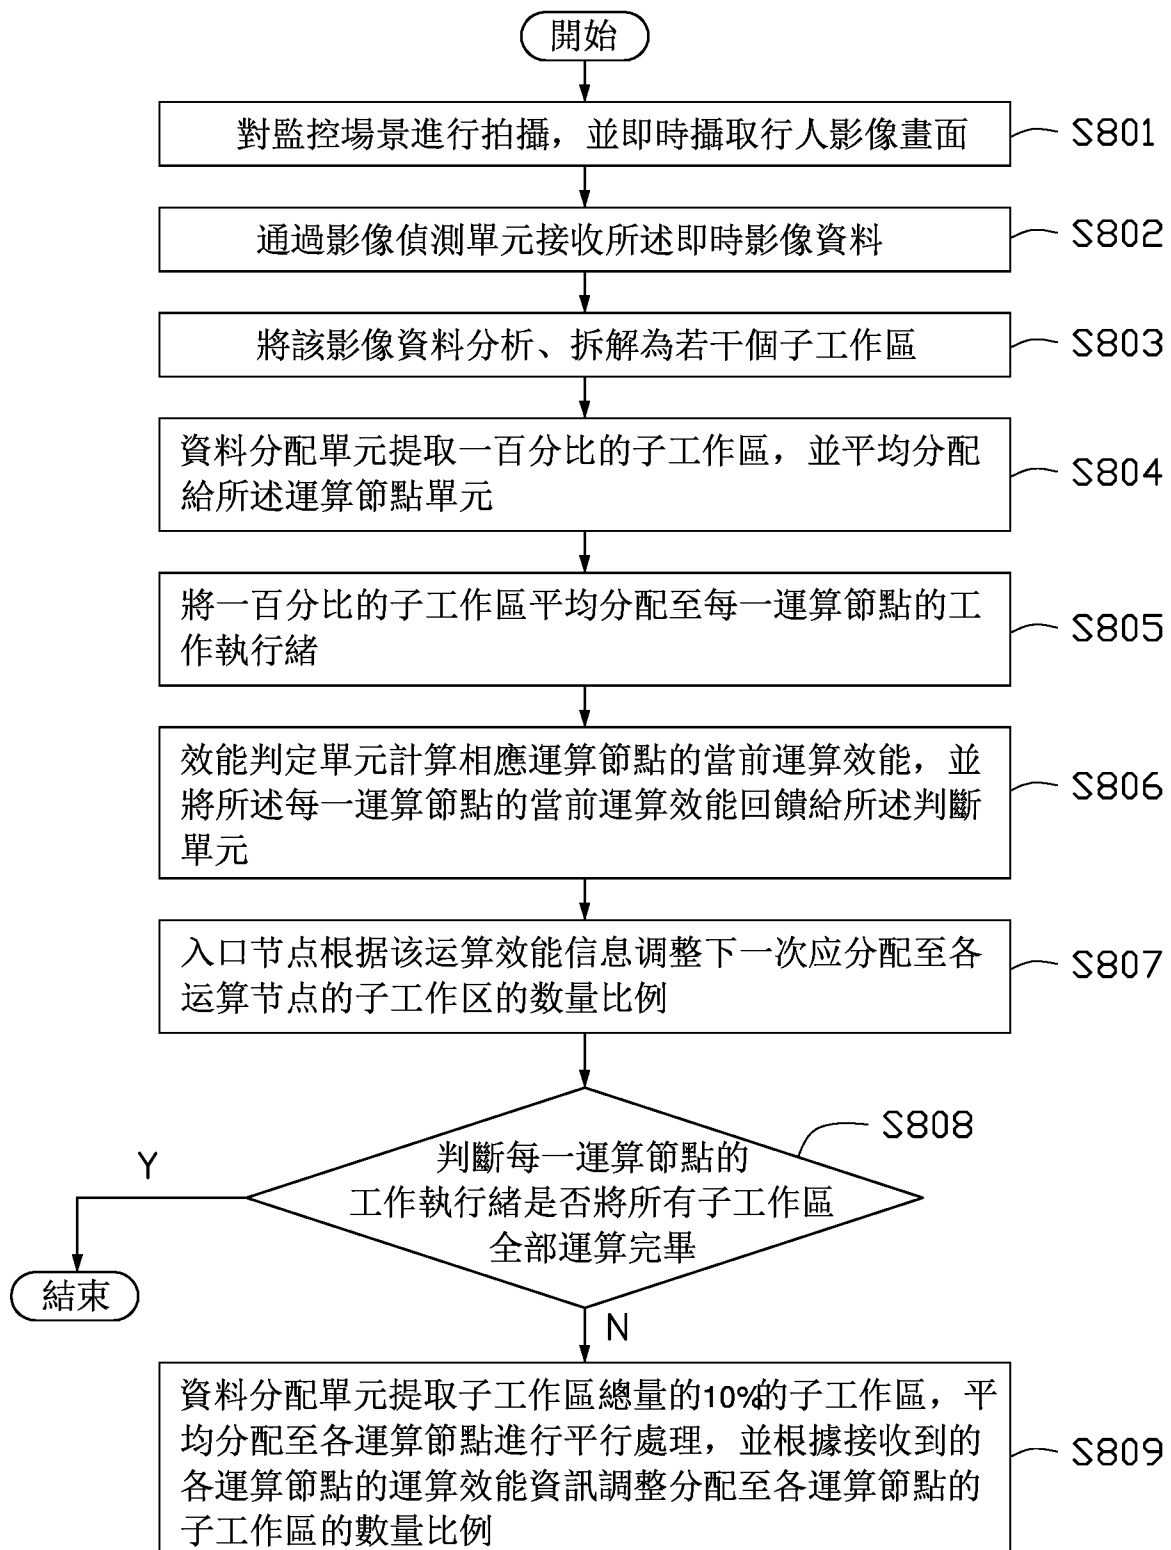 開始
對監控場景進行拍攝，並即時攝取行人影像畫面
S801
通過影像偵測單元接收所述即時影像資料
S802
將該影像資料分析、拆解為若干個子工作區
S803
資料分配單元提取一百分比的子工作區，並平均分配
給所述運算節點單元
S804
將一百分比的子工作區平均分配至每一運算節點的工
作執行緒
S805
效能判定單元計算相應運算節點的當前運算效能，並
將所述每一運算節點的當前運算效能回饋給所述判斷
單元
S806
入口节点根据该运算效能信息调整下一次应分配至各
运算节点的子工作区的数量比例
S807
判斷每一運算節點的
工作執行緒是否將所有子工作區
全部運算完畢
S808
Y
結束
N
資料分配單元提取子工作區總量的10%的子工作區，平
均分配至各運算節點進行平行處理，並根據接收到的
各運算節點的運算效能資訊調整分配至各運算節點的
子工作區的數量比例
S809